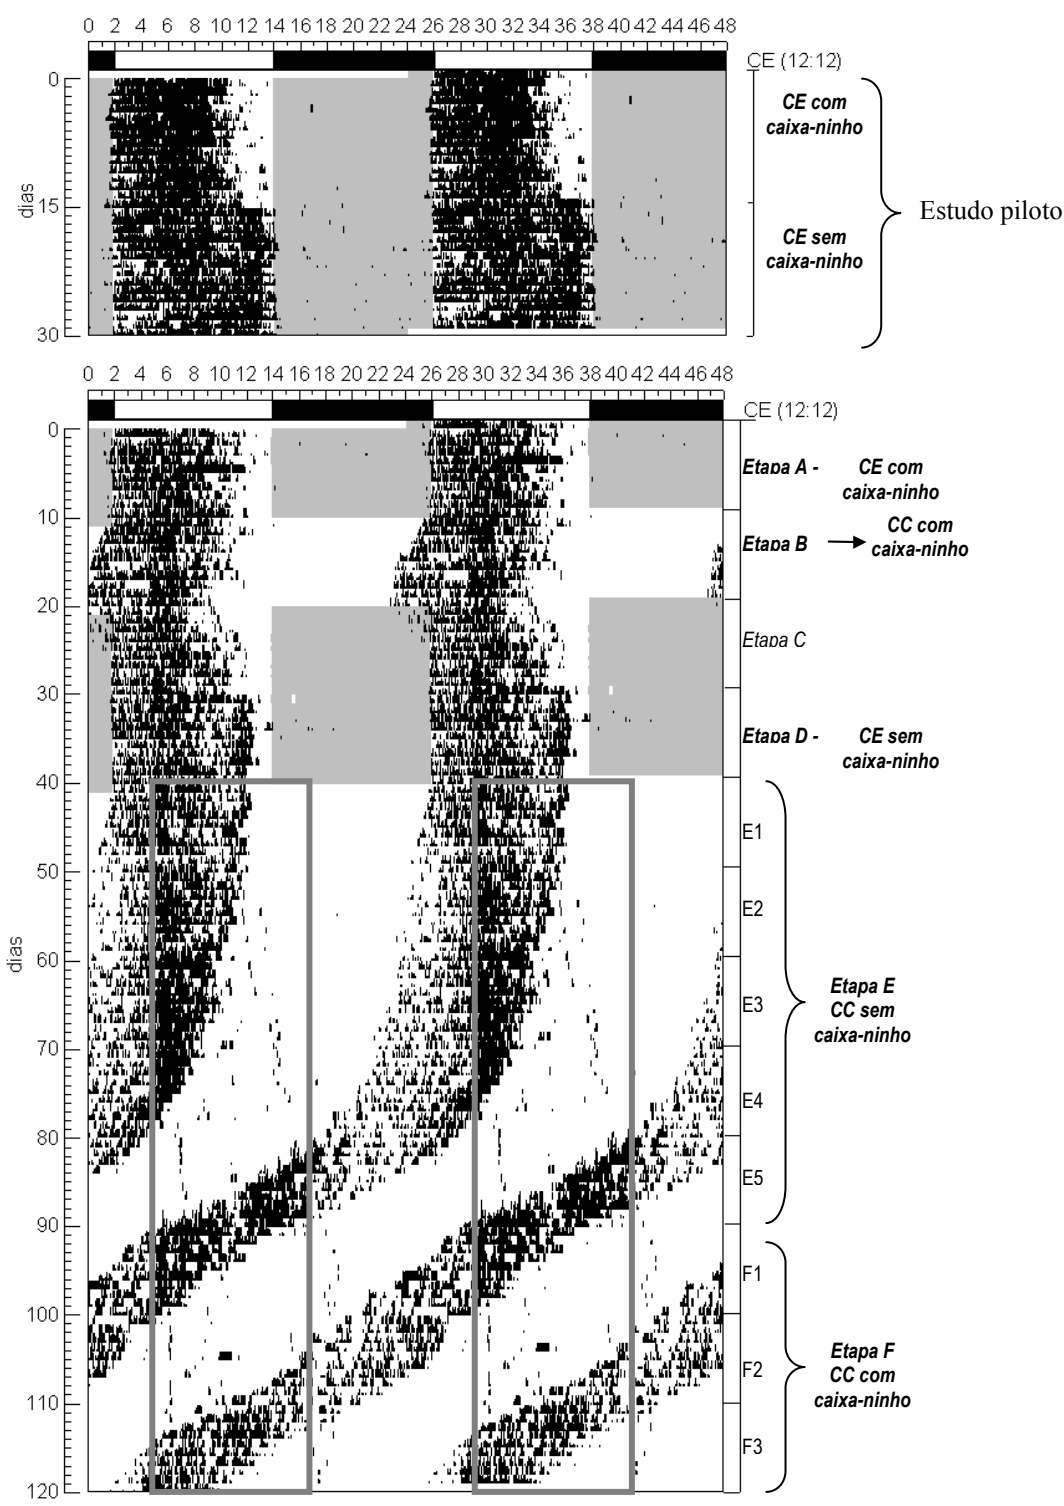 0 2 4 6 8 10 12 14 16 18 20 22 24 26 28 30 32 34 36 38 40 42 44 46 48
CE (12:12)
0
15
30
dias
CE com
caixa-ninho
CE sem
caixa-ninho
Estudo piloto
0 2 4 6 8 10 12 14 16 18 20 22 24 26 28 30 32 34 36 38 40 42 44 46 48
CE (12:12)
0
10
20
30
40
50
60
70
80
90
100
110
120
dias
Etapa A - CE com
caixa-ninho
Etapa B CC com
caixa-ninho
Etapa C
Etapa D - CE sem
caixa-ninho
E1
E2
E3
E4
E5
Etapa E
CC sem
caixa-ninho
F1
F2
F3
Etapa F
CC com
caixa-ninho